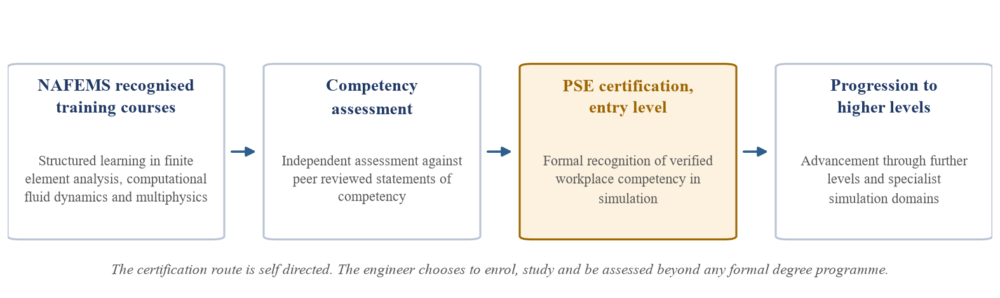 NAFEMS recognised
training courses
Structured learning in finite
element analysis, computational
fluid dynamics and multiphysics
Competency
assessment
Independent assessment against
peer reviewed statements of
competency
PSE certification,
entry level
Formal recognition of verified
workplace competency in
simulation
Progression to
higher levels
Advancement through further
levels and specialist
simulation domains
The certification route is self directed. The engineer chooses to enrol, study and be assessed beyond any formal degree programme.